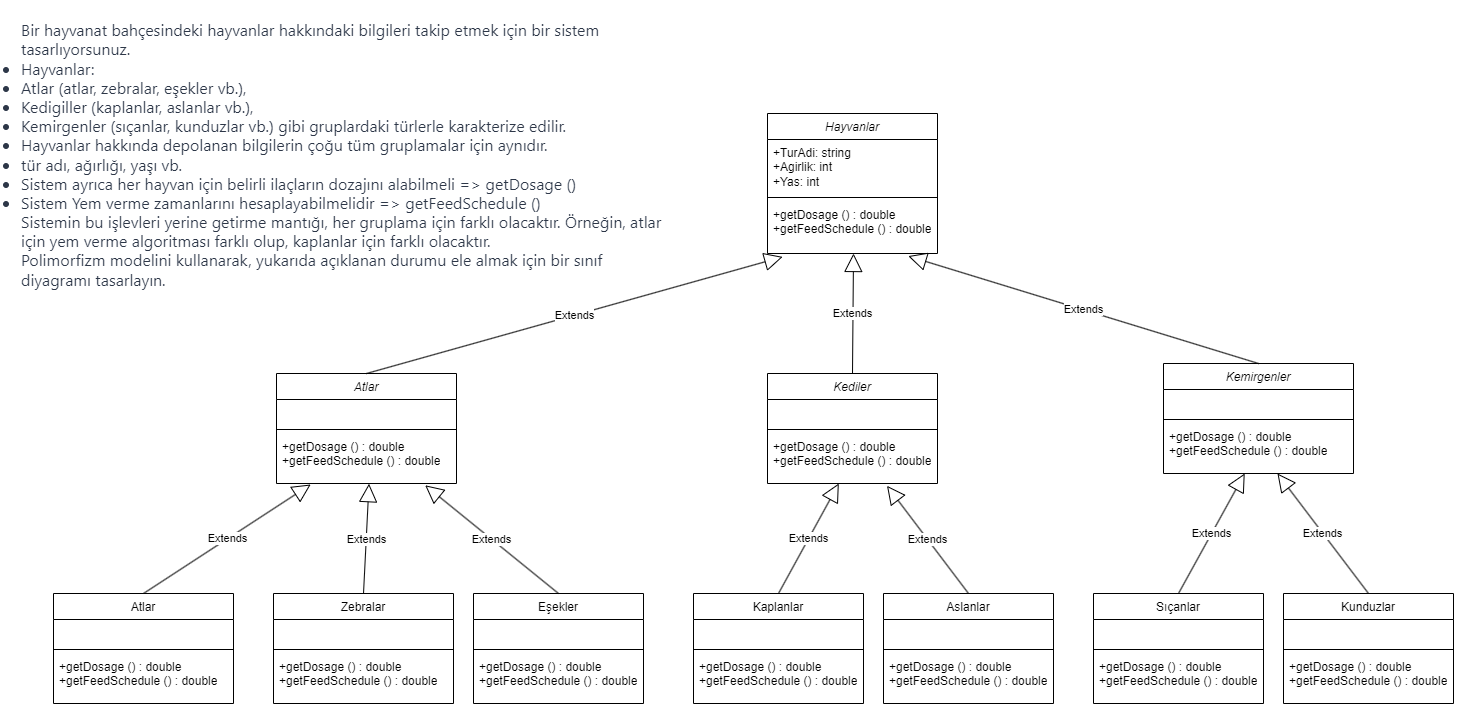 Bir hayvanat bahçesindeki hayvanlar hakkındaki bilgileri takip etmek için bir sistem
tasarlıyorsunuz.
• Hayvanlar:
• Atlar (atlar, zebralar, eşekler vb.),
• Kedigiller (kaplanlar, aslanlar vb.),
• Kemirgenler (sıçanlar, kunduzlar vb.) gibi gruplardaki türlerle karakterize edilir.
• Hayvanlar hakkında depolanan bilgilerin çoğu tüm gruplamalar için aynıdır.
• tür adı, ağırlığı, yaşı vb.
• Sistem ayrıca her hayvan için belirli ilaçların dozajını alabilmeli => getDosage ()
• Sistem Yem verme zamanlarını hesaplayabilmelidir => getFeedSchedule ()
Sistemin bu işlevleri yerine getirme mantığı, her gruplama için farklı olacaktır. Örneğin, atlar
için yem verme algoritması farklı olup, kaplanlar için farklı olacaktır.
Polimorfizm modelini kullanarak, yukarıda açıklanan durumu ele almak için bir sınıf
diyagramı tasarlayın.
Hayvanlar
+TurAdi: string
+Agirlik: int
+Yas: int
+getDosage () : double
+getFeedSchedule () : double
Extends
Extends
Extends
Atlar
+getDosage () : double
+getFeedSchedule () : double
Kediler
+getDosage () : double
+getFeedSchedule () : double
Kemirgenler
+getDosage () : double
+getFeedSchedule () : double
Extends
Extends
Extends
Extends
Extends
Extends
Extends
Atlar
+getDosage () : double
+getFeedSchedule () : double
Zebralar
+getDosage () : double
+getFeedSchedule () : double
Eşekler
+getDosage () : double
+getFeedSchedule () : double
Kaplanlar
+getDosage () : double
+getFeedSchedule () : double
Aslanlar
+getDosage () : double
+getFeedSchedule () : double
Sıçanlar
+getDosage () : double
+getFeedSchedule () : double
Kunduzlar
+getDosage () : double
+getFeedSchedule () : double